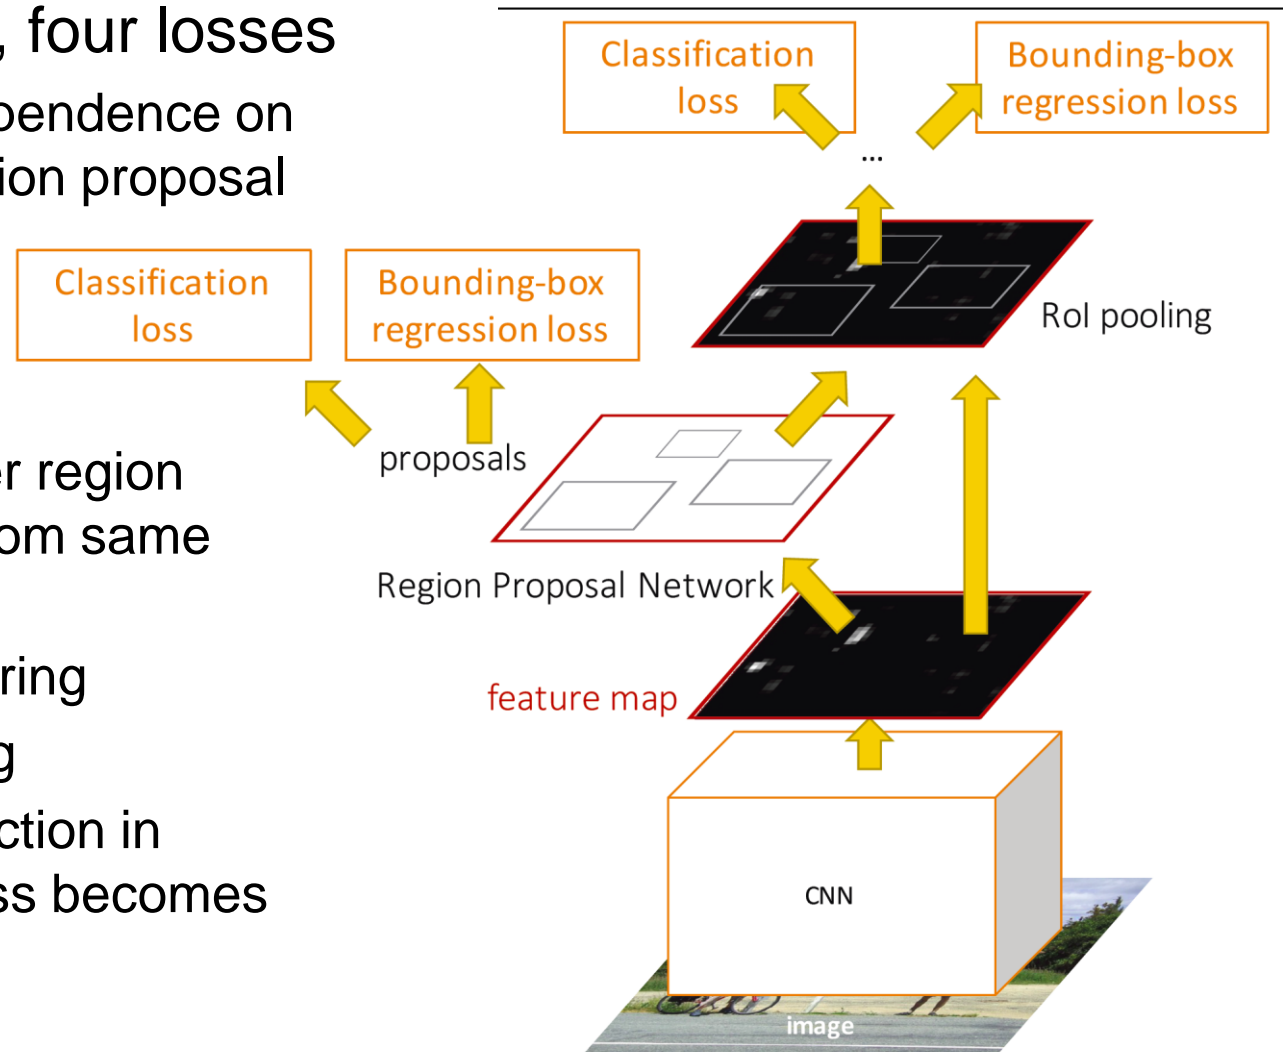 , four losses
pendence on
ion proposal
er region
om same
ring
g
ction in
ss becomes
Classification
loss
Bounding-box
regression loss
...
Classification
loss
Bounding-box
regression loss
RoI pooling
proposals
Region Proposal Network
feature map
CNN
image